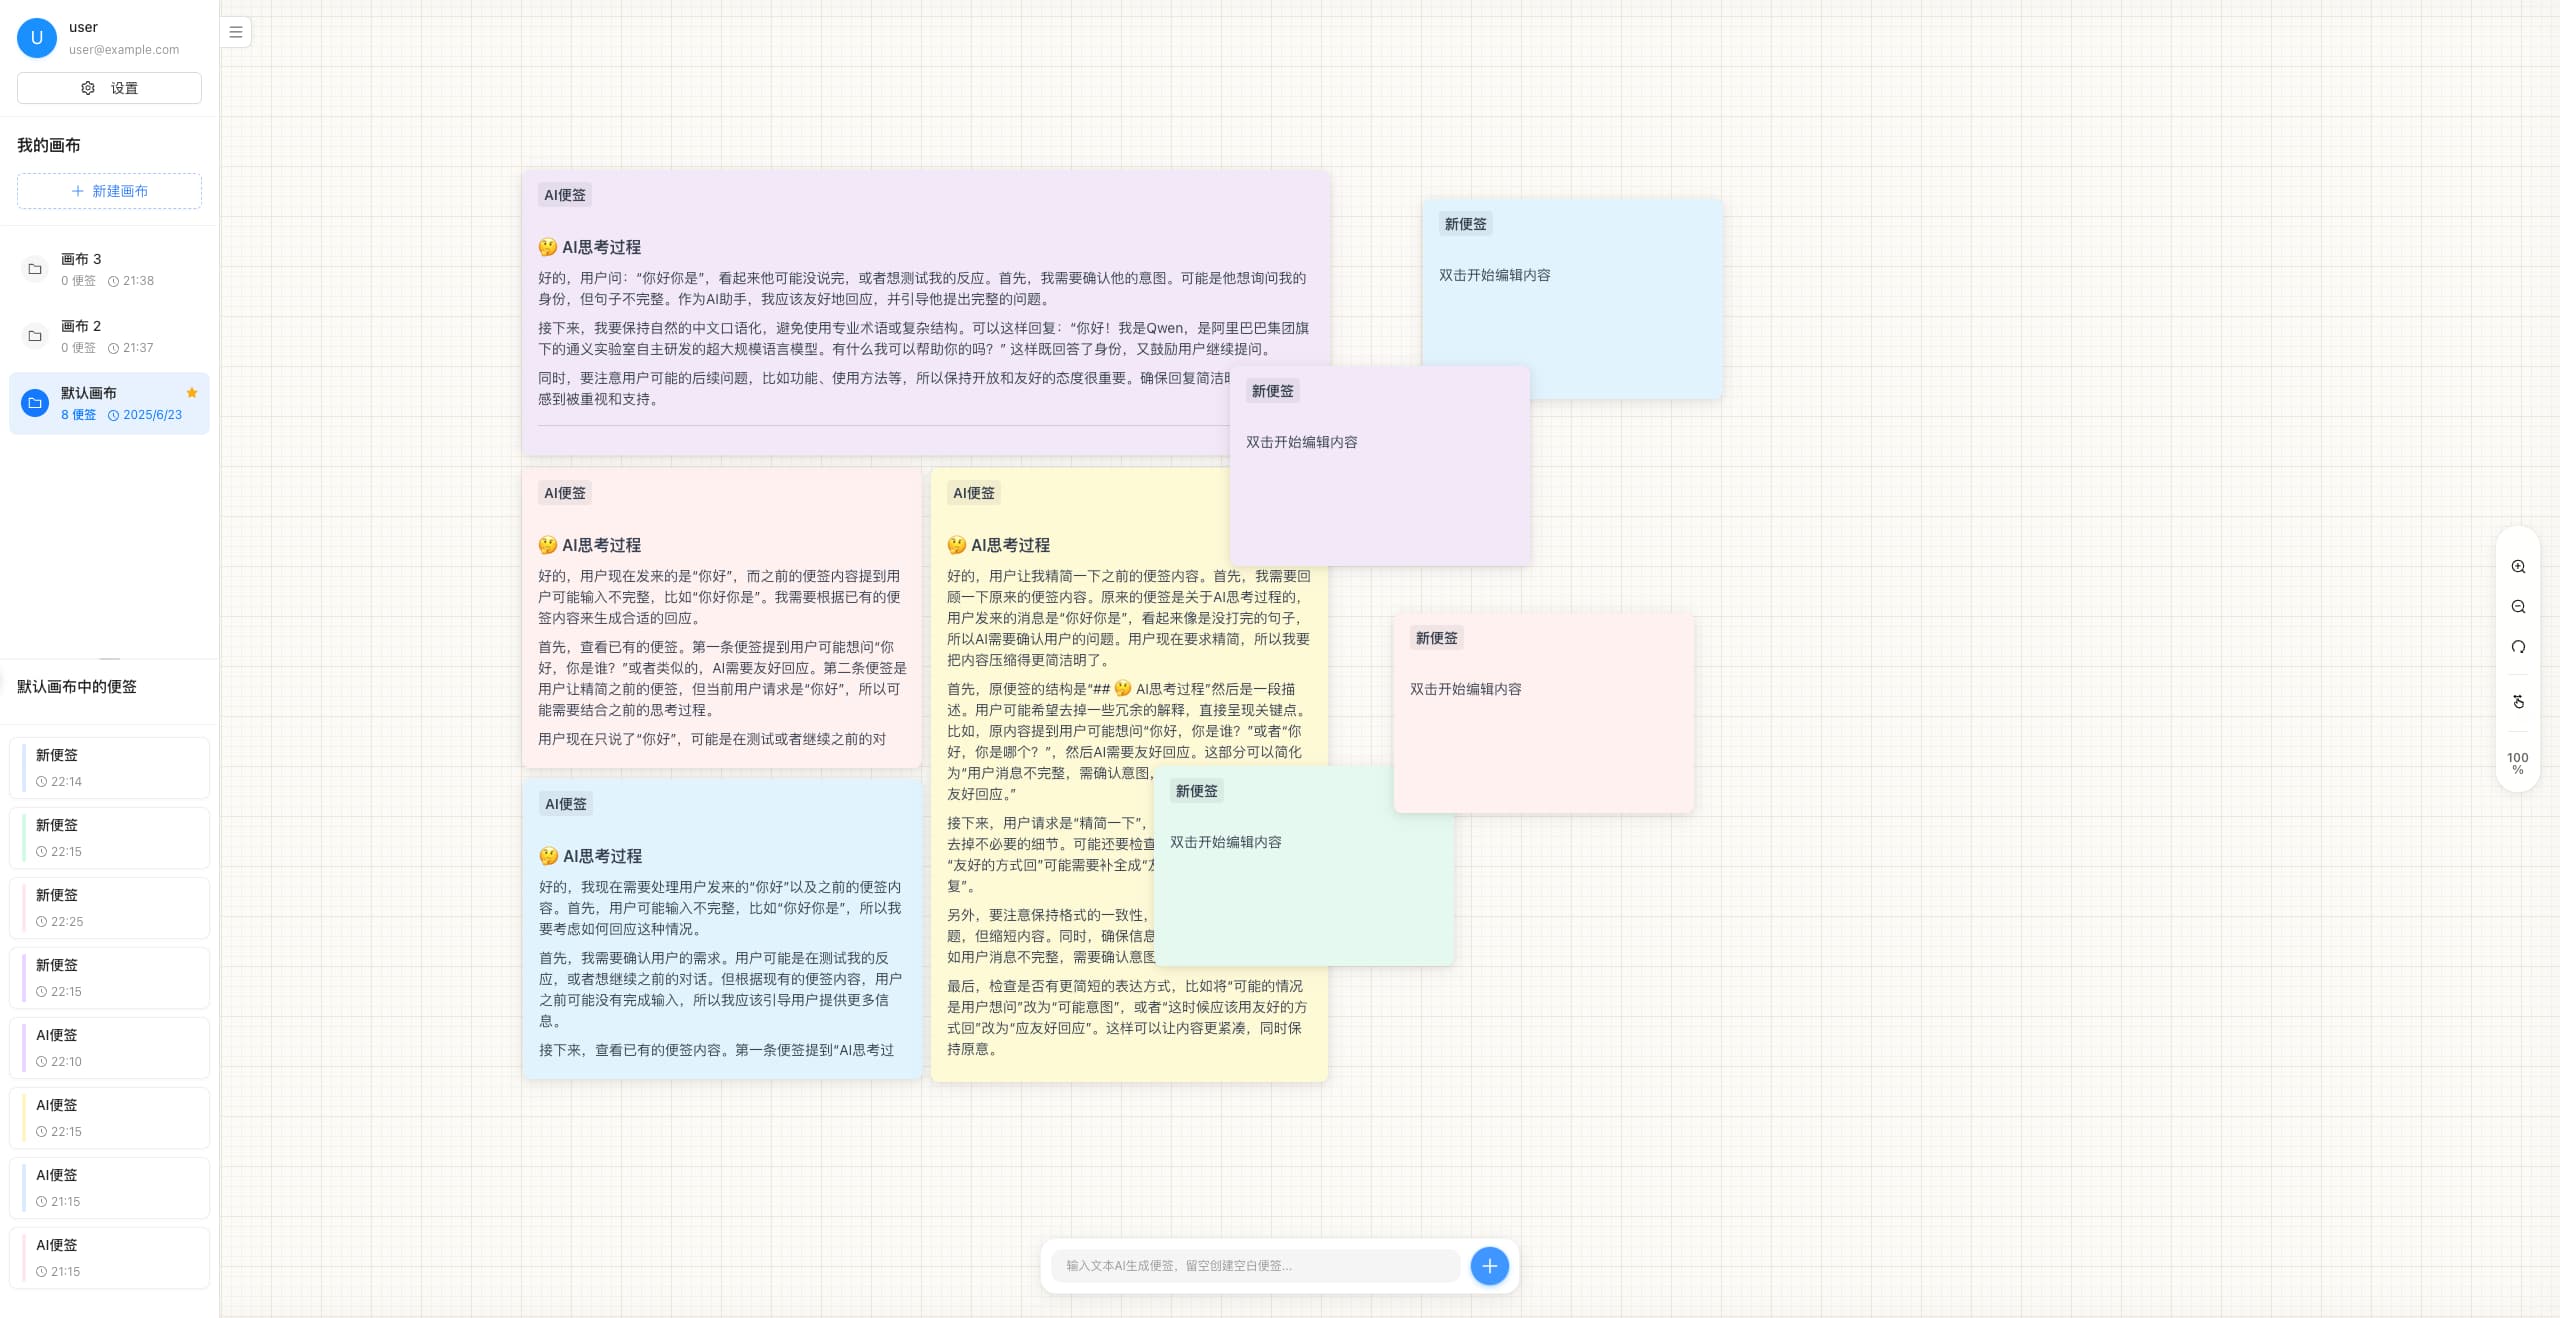 U
user
user@example.com
设置
我的画布
新建画布
画布 3
0 便签 21:38
画布 2
0 便签 21:37
默认画布
8 便签 2025/6/23
默认画布中的便签
新便签
22:14
新便签
22:15
新便签
22:25
新便签
22:15
AI便签
22:10
AI便签
22:15
AI便签
21:15
AI便签
21:15
AI便签
🤔 AI思考过程
好的，用户问：“你好你是”，看起来他可能没说完，或者想测试我的反应。首先，我需要确认他的意图。可能是他想询问我的
身份，但句子不完整。作为AI助手，我应该友好地回应，并引导他提出完整的问题。
接下来，我要保持自然的中文口语化，避免使用专业术语或复杂结构。可以这样回复：“你好！我是Qwen，是阿里巴巴集团旗
下的通义实验室自主研发的超大规模语言模型。有什么我可以帮助你的吗？” 这样既回答了身份，又鼓励用户继续提问。
同时，要注意用户可能的后续问题，比如功能、使用方法等，所以保持开放和友好的态度很重要。确保回复简洁
感到被重视和支持。
AI便签
🤔 AI思考过程
好的，用户现在发来的是“你好”，而之前的便签内容提到用
户可能输入不完整，比如“你好你是”。我需要根据已有的便
签内容来生成合适的回应。
首先，查看已有的便签。第一条便签提到用户可能想问“你
好，你是谁？”或者类似的，AI需要友好回应。第二条便签是
用户让精简之前的便签，但当前用户请求是“你好”，所以可
能需要结合之前的思考过程。
用户现在只说了“你好”，可能是在测试或者继续之前的对
AI便签
🤔 AI思考过程
好的，我现在需要处理用户发来的“你好”以及之前的便签内
容。首先，用户可能输入不完整，比如“你好你是”，所以我
要考虑如何回应这种情况。
首先，我需要确认用户的需求。用户可能是在测试我的反
应，或者想继续之前的对话。但根据现有的便签内容，用户
之前可能没有完成输入，所以我应该引导用户提供更多信
息。
接下来，查看已有的便签内容。第一条便签提到“AI思考过
AI便签
🤔 AI思考过程
好的，用户让我精简一下之前的便签内容。首先，我需要回
顾一下原来的便签内容。原来的便签是关于AI思考过程的，
用户发来的消息是“你好你是”，看起来像是没打完的句子，
所以AI需要确认用户的问题。用户现在要求精简，所以我要
把内容压缩得更简洁明了。
首先，原便签的结构是“## 🤔 AI思考过程”然后是一段描
述。用户可能希望去掉一些冗余的解释，直接呈现关键点。
比如，原内容提到用户可能想问“你好，你是谁？”或者“你
好，你是哪个？”，然后AI需要友好回应。这部分可以简化
为“用户消息不完整，需确认意图，
友好回应。”
接下来，用户请求是“精简一下”，
去掉不必要的细节。可能还要检查
“友好的方式回”可能需要补全成“
复”。
另外，要注意保持格式的一致性，
题，但缩短内容。同时，确保信息
如用户消息不完整，需要确认意图
最后，检查是否有更简短的表达方式，比如将“可能的情况
是用户想问”改为“可能意图”，或者“这时候应该用友好的方
式回”改为“应友好回应”。这样可以让内容更紧凑，同时保
持原意。
新便签
双击开始编辑内容
新便签
双击开始编辑内容
新便签
双击开始编辑内容
新便签
双击开始编辑内容
100
%
输入文本AI生成便签，留空创建空白便签...